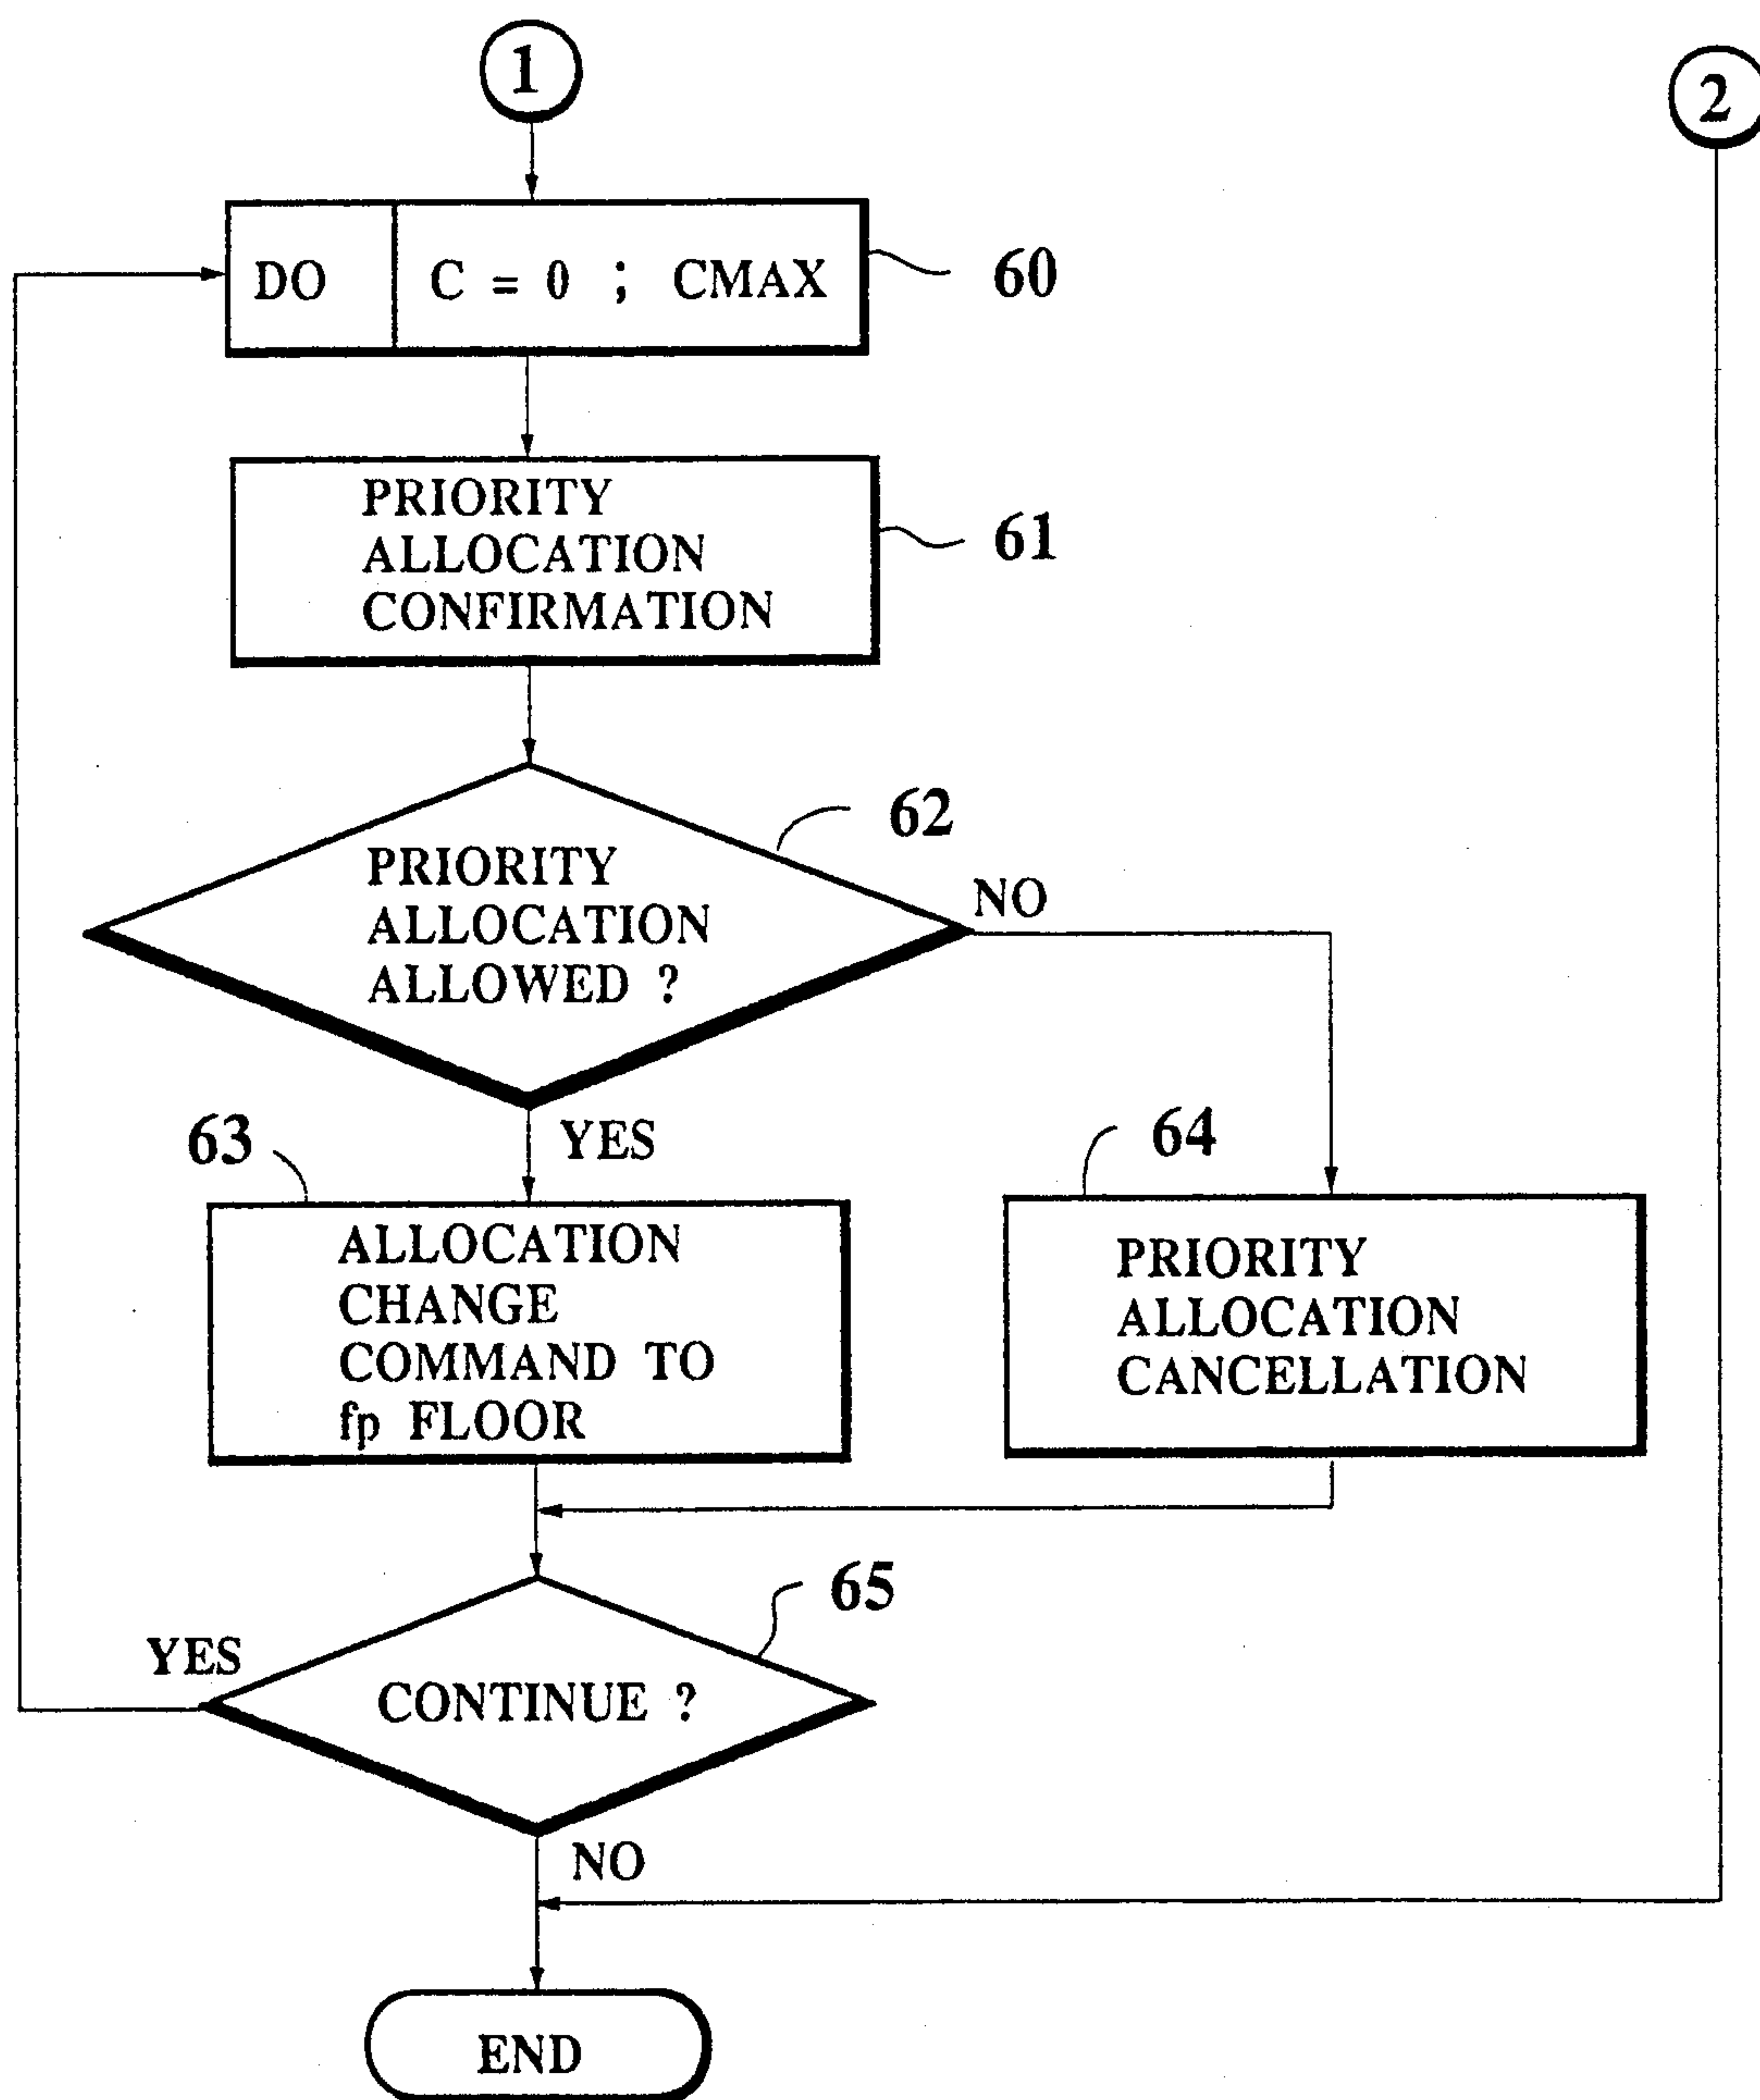 1
2
DO C = 0 ; CMAX
60
PRIORITY
ALLOCATION
CONFIRMATION
61
62
PRIORITY
ALLOCATION
ALLOWED ?
NO
YES
63
ALLOCATION
CHANGE
COMMAND TO
fp FLOOR
64
PRIORITY
ALLOCATION
CANCELLATION
65
YES
CONTINUE ?
NO
END